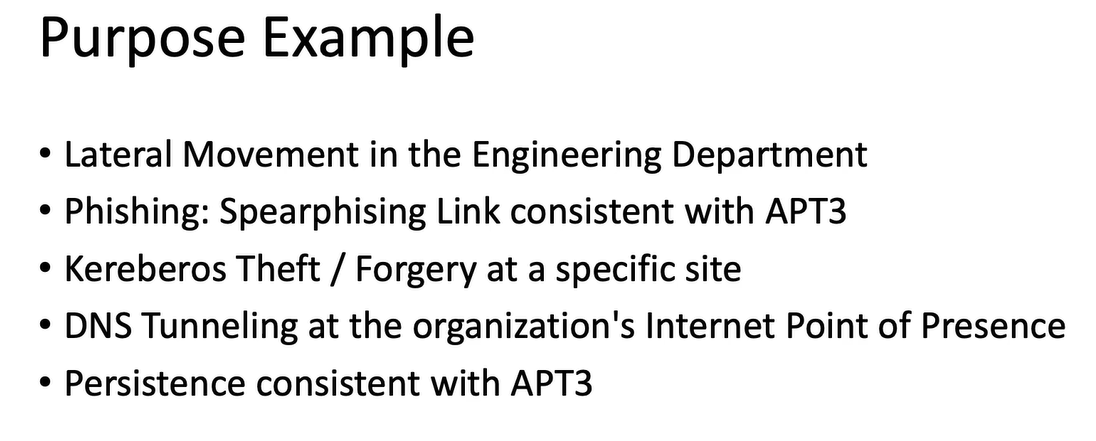 Purpose Example
• Lateral Movement in the Engineering Department
• Phishing: Spearphising Link consistent with APT3
• Kereberos Theft / Forgery at a specific site
• DNS Tunneling at the organization's Internet Point of Presence
• Persistence consistent with APT3